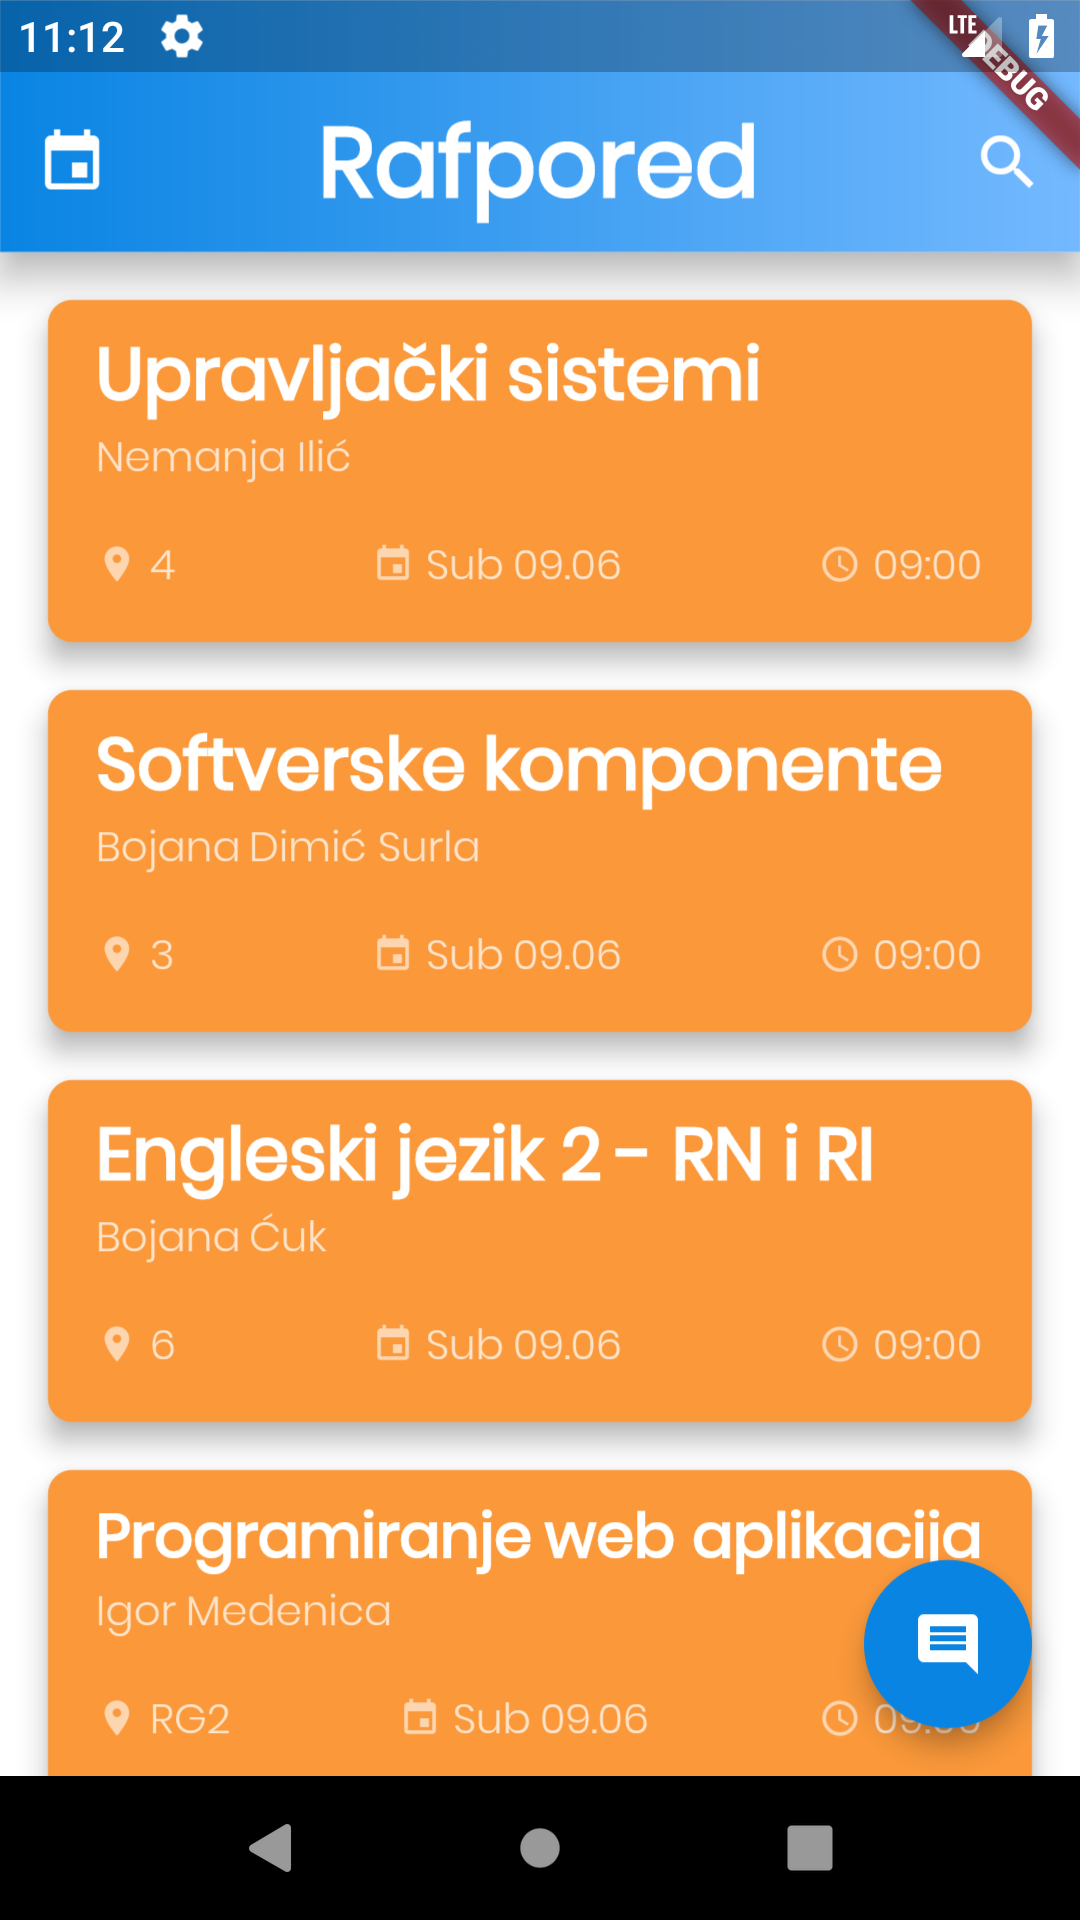 11:12
LTE
DEBUG
Rafpored
Upravljački sistemi
Nemanja Ilić
4 Sub 09.06 09:00
Softverske komponente
Bojana Dimić Surla
3 Sub 09.06 09:00
Engleski jezik 2 - RN i RI
Bojana Ćuk
6 Sub 09.06 09:00
Programiranje web aplikacija
Igor Medenica
RG2 Sub 09.06